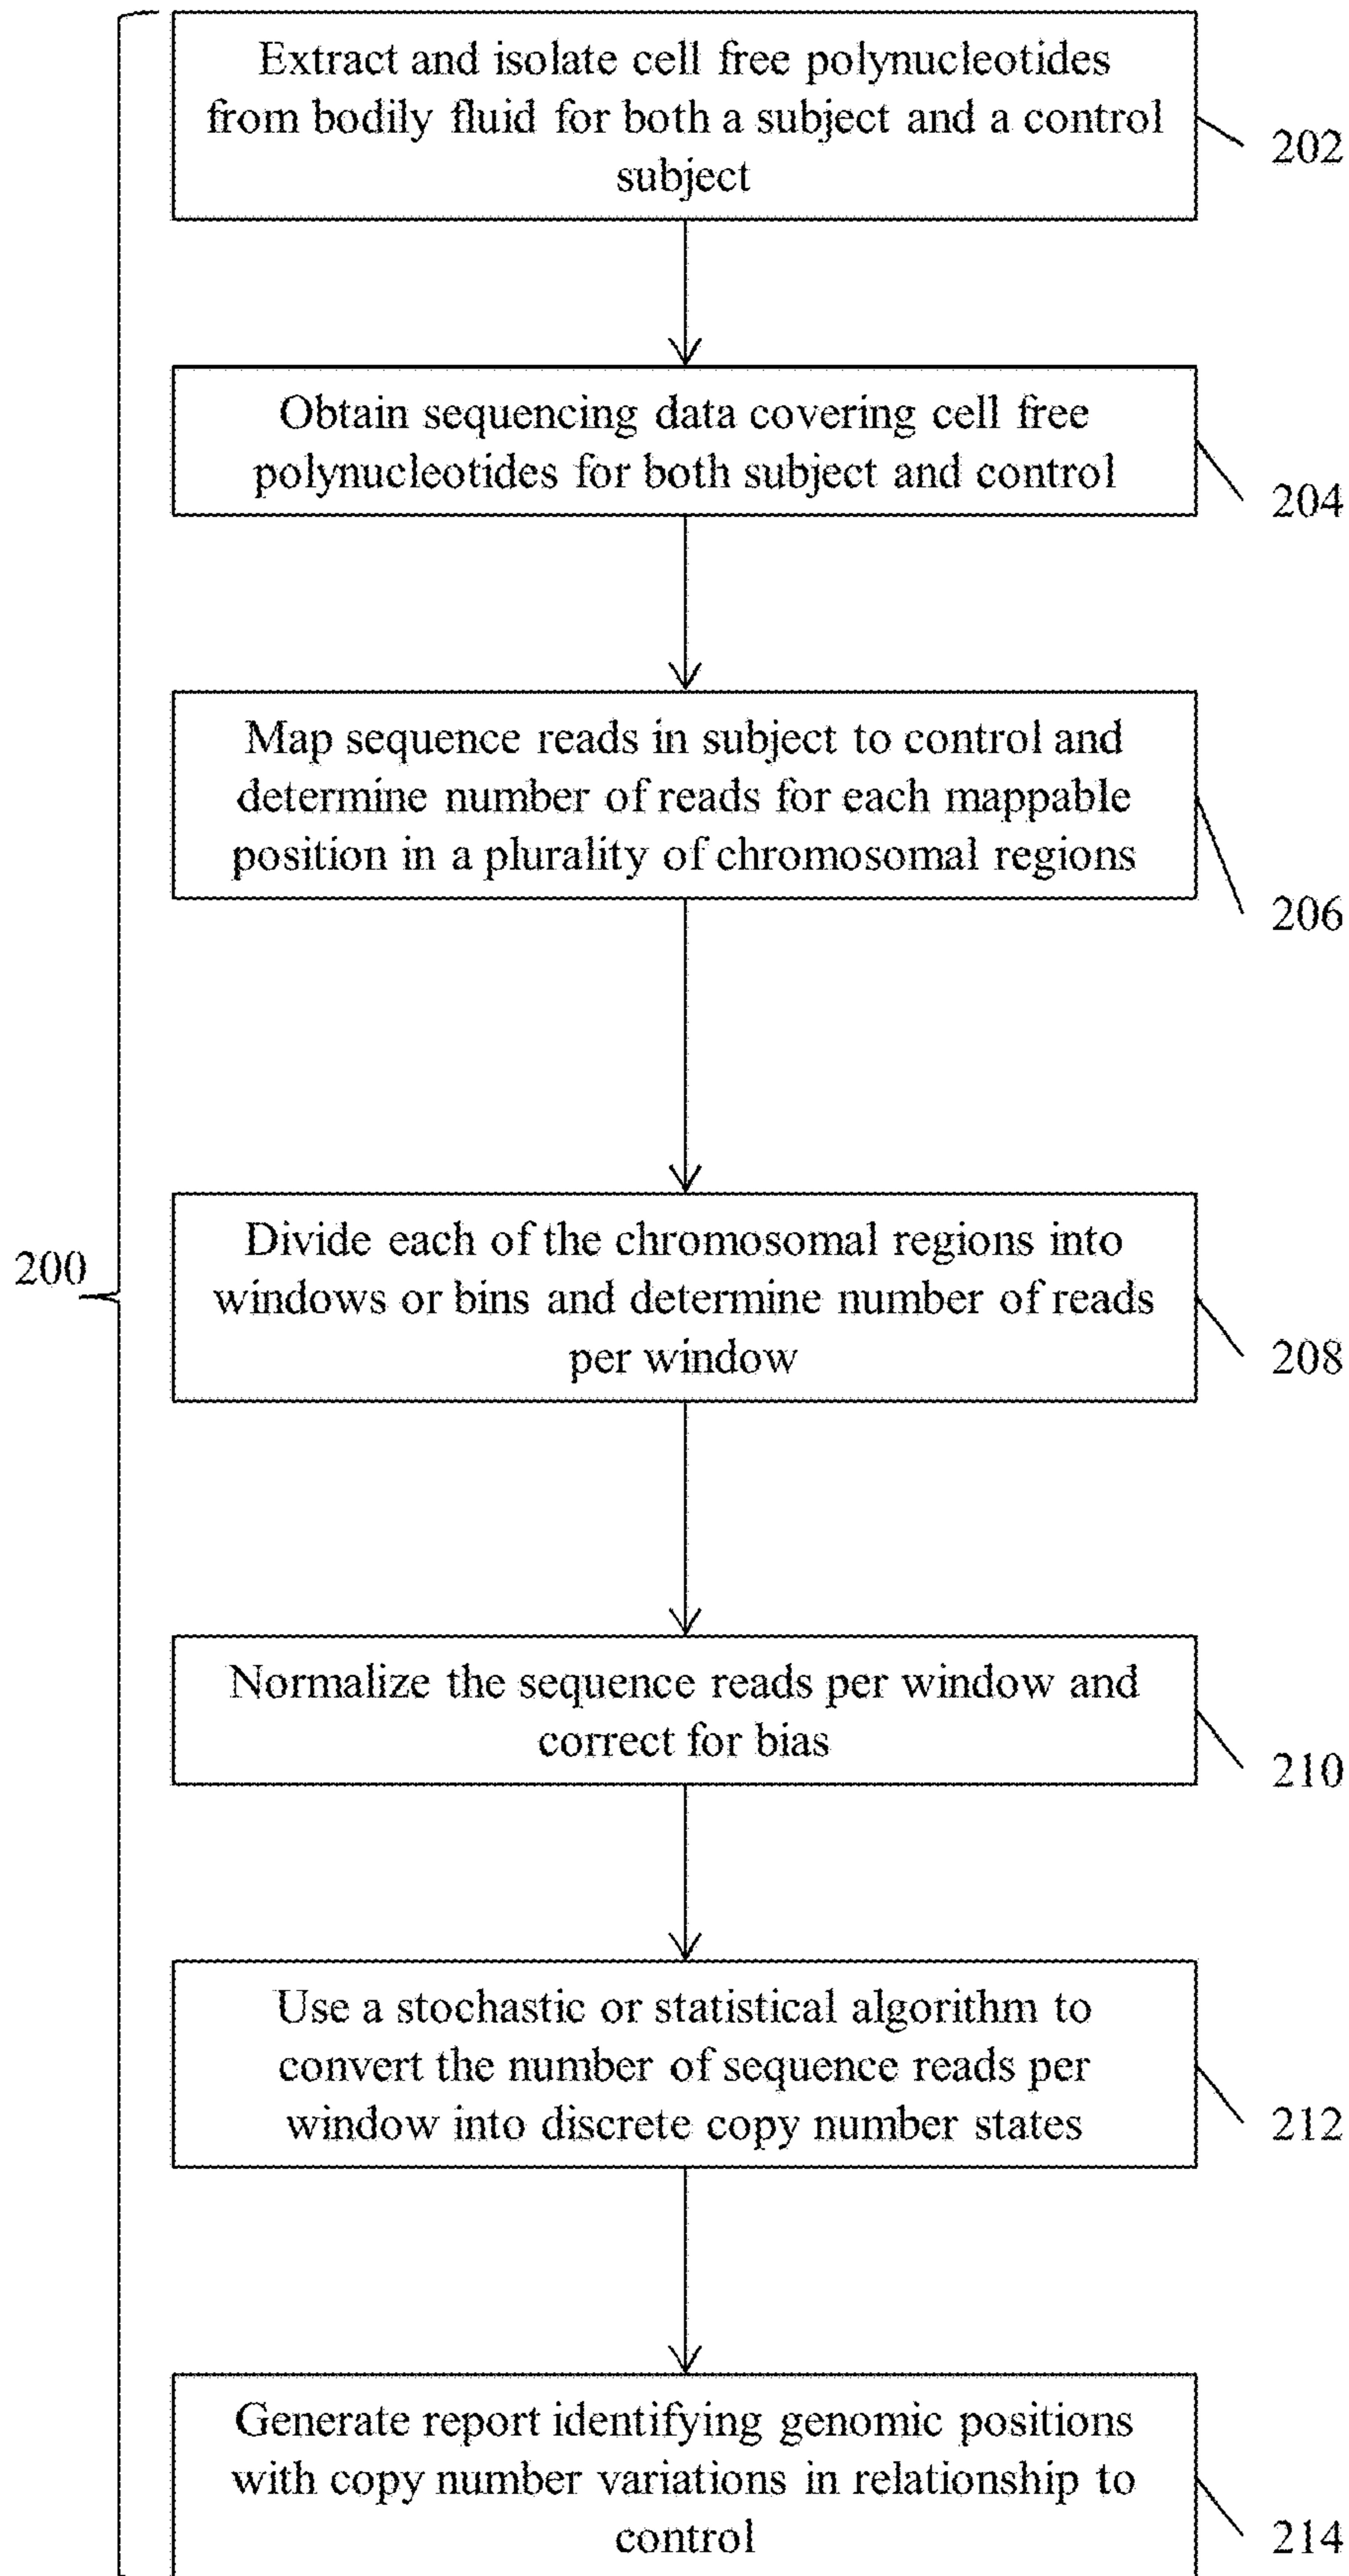 Extract and isolate cell free polynucleotides
from bodily fluid for both a subject and a control
subject
202
Obtain sequencing data covering cell free
polynucleotides for both subject and control
204
Map sequence reads in subject to control and
determine number of reads for each mappable
position in a plurality of chromosomal regions
206
200
Divide each of the chromosomal regions into
windows or bins and determine number of reads
per window
208
Normalize the sequence reads per window and
correct for bias
210
Use a stochastic or statistical algorithm to
convert the number of sequence reads per
window into discrete copy number states
212
Generate report identifying genomic positions
with copy number variations in relationship to
control
214